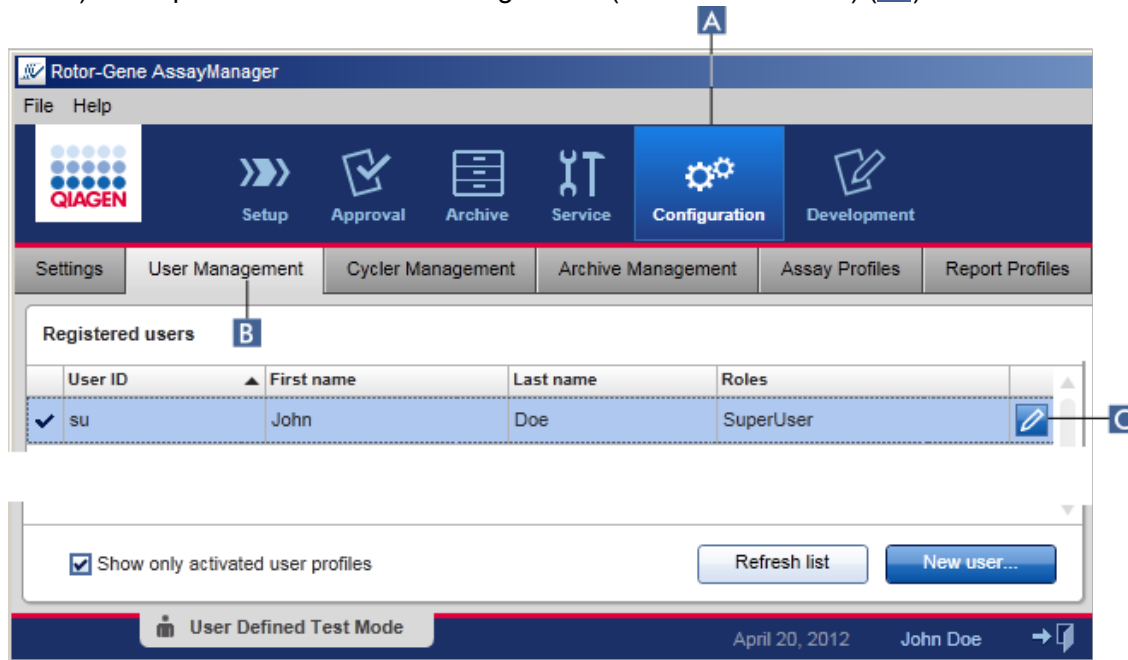 A
Rotor-Gene AssayManager
File Help
QIAGEN
Setup Approval Archive Service Configuration Development
Settings User Management Cycler Management Archive Management Assay Profiles Report Profiles
Registered users B
User ID First name Last name Roles
su John Doe SuperUser C
Show only activated user profiles Refresh list New user...
User Defined Test Mode April 20, 2012 John Doe